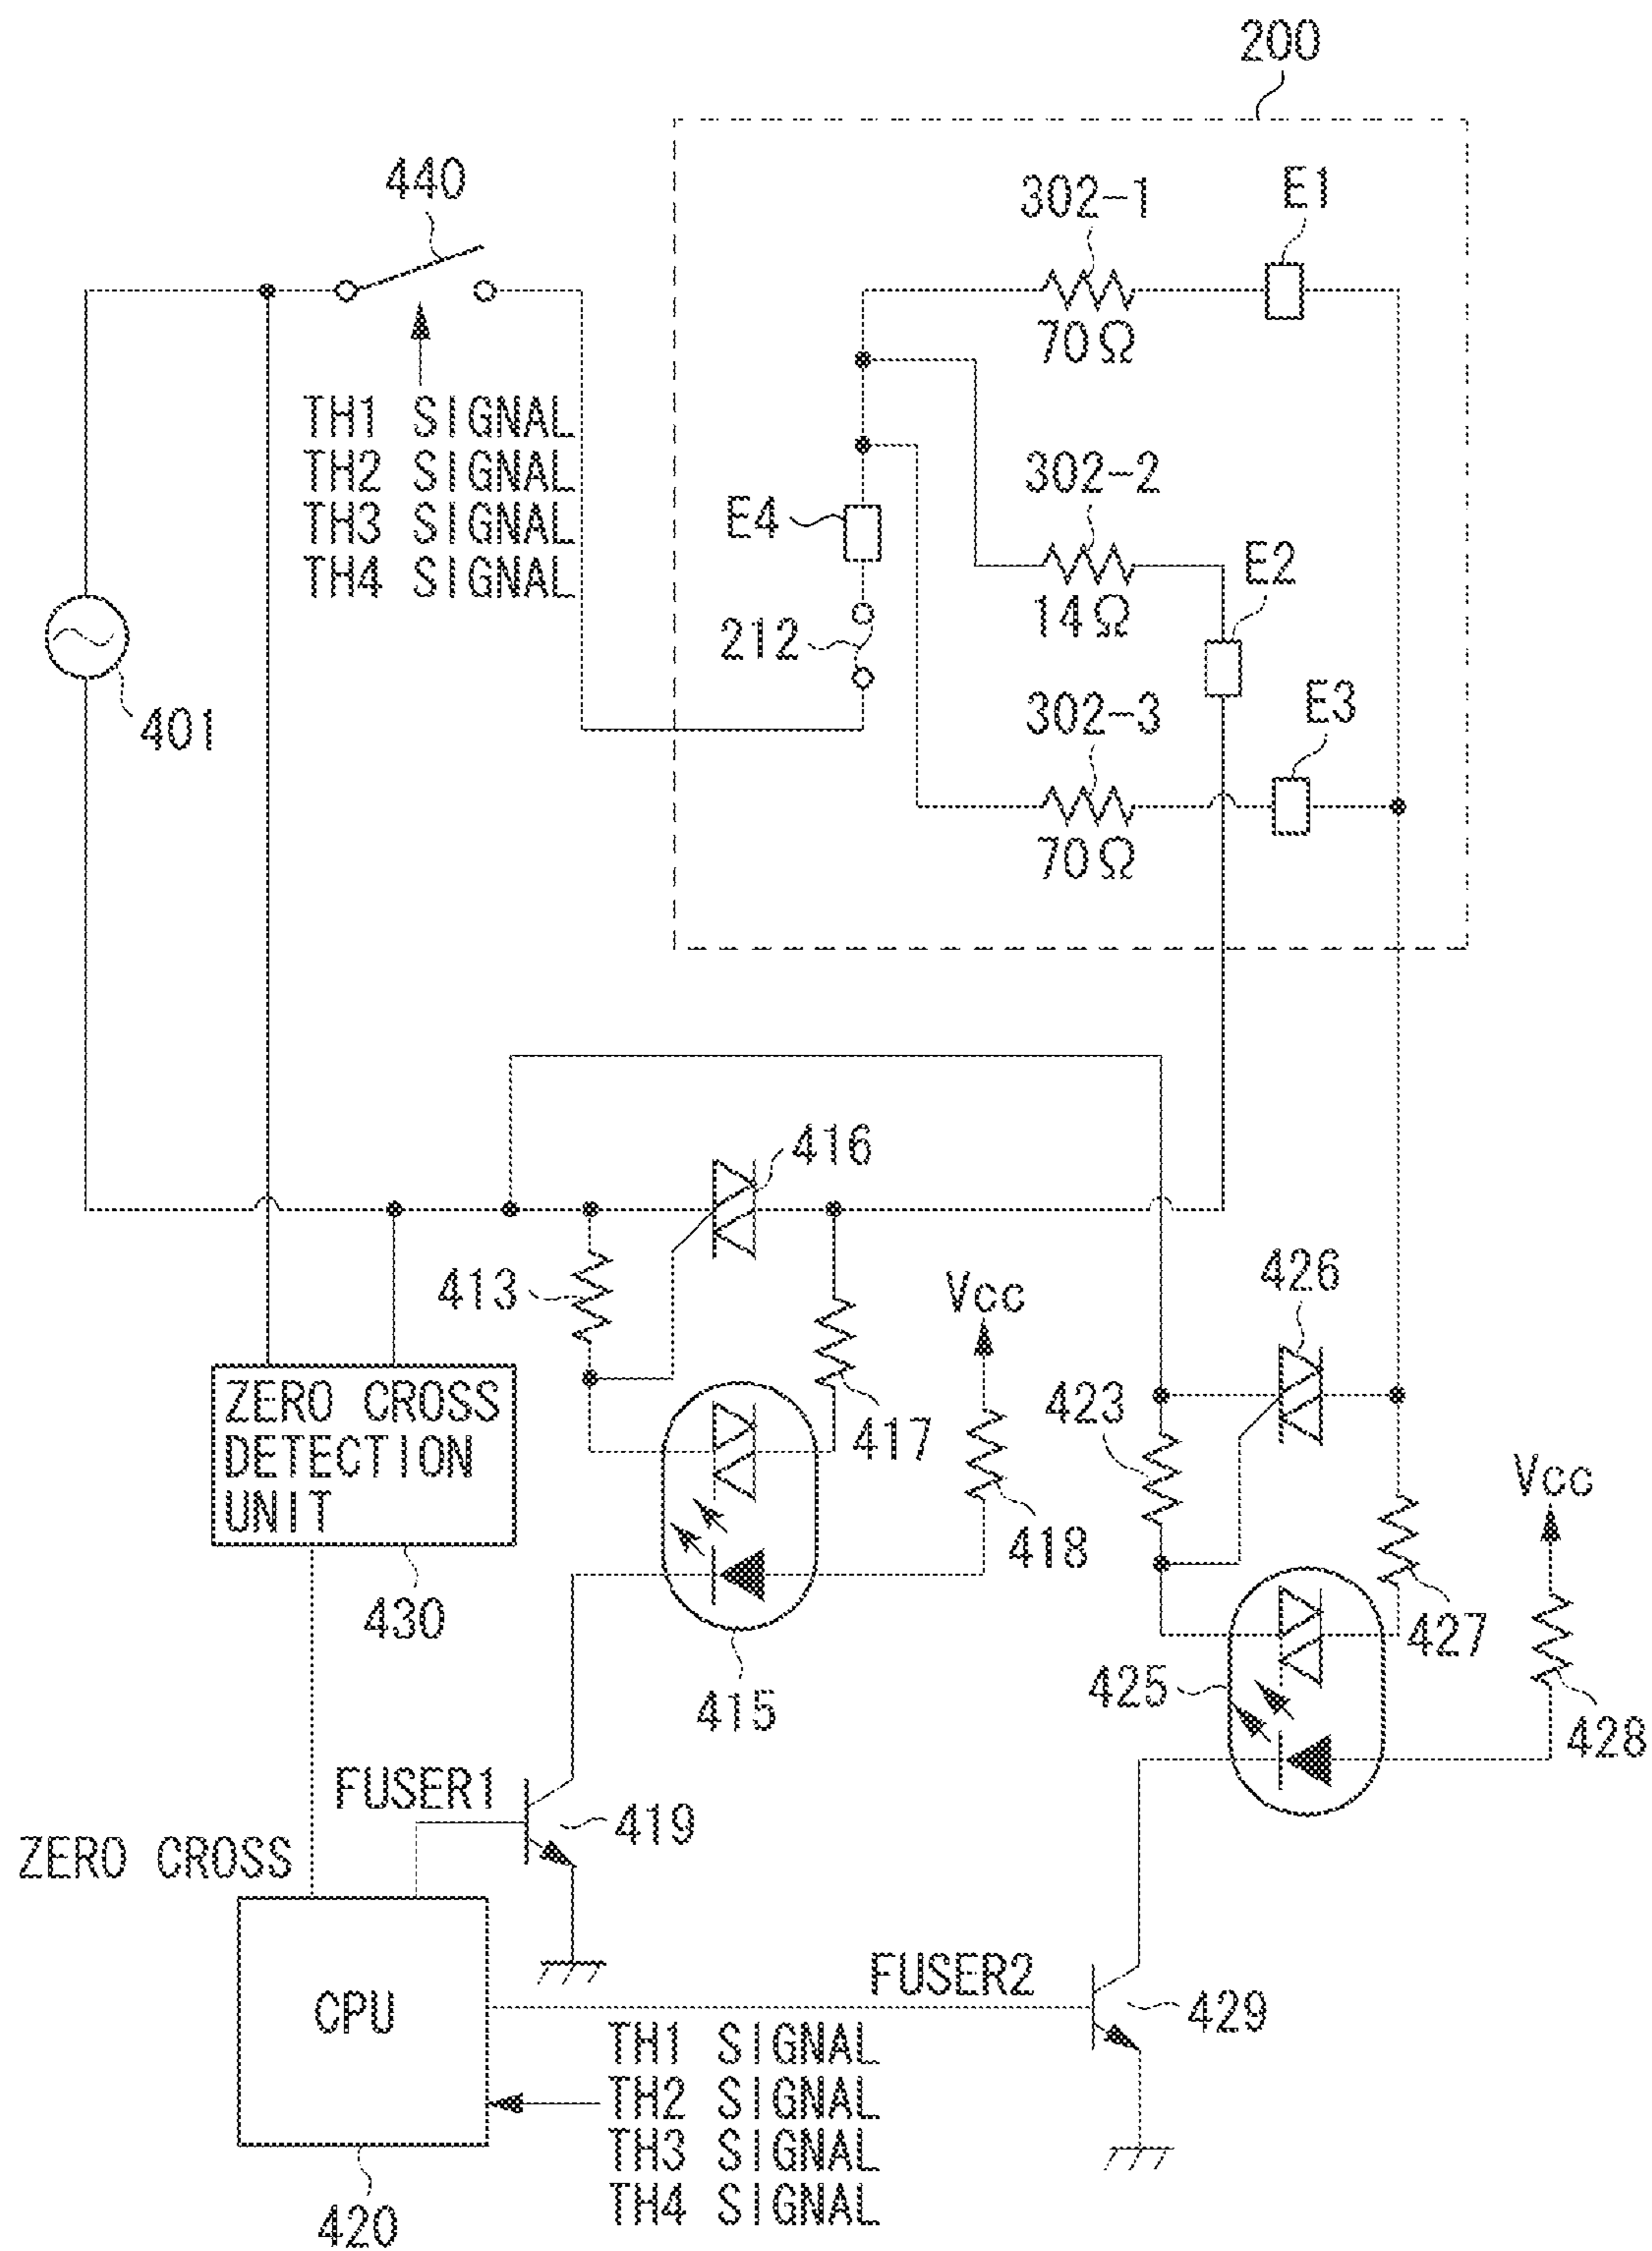 200
440
302-1
E1
70Ω
TH1 SIGNAL
TH2 SIGNAL
TH3 SIGNAL
TH4 SIGNAL
302-2
E4
E2
14Ω
212
302-3
E3
401
70Ω
416
426
413
Vcc
ZERO CROSS
DETECTION
UNIT
423
417
Vcc
418
430
427
425
415
428
FUSER1
419
ZERO CROSS
CPU
FUSER2
429
TH1 SIGNAL
TH2 SIGNAL
TH3 SIGNAL
TH4 SIGNAL
420